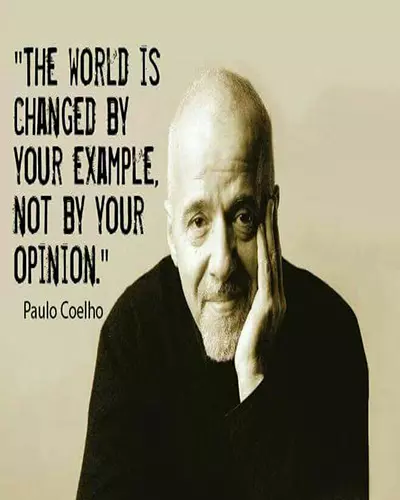 "THE WORLD IS
CHANGED BY
YOUR EXAMPLE,
NOT BY YOUR
OPINION."
Paulo Coelho